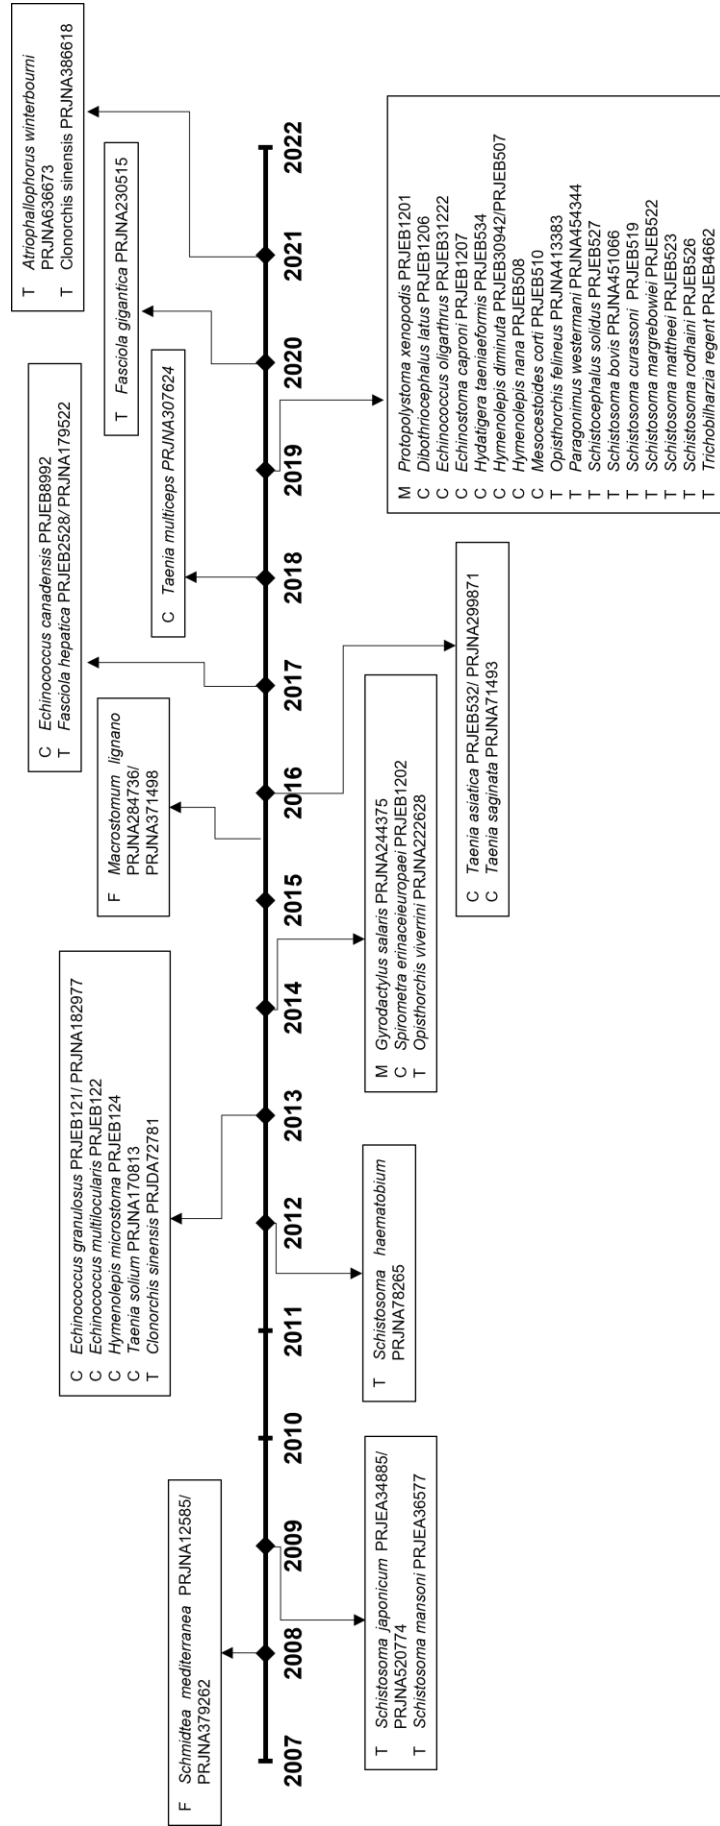 F Schmidtea mediterranea PRJNA12585/
PRJNA379262
C Echinococcus granulosus PRJEB121/ PRJNA182977
C Echinococcus multilocularis PRJEB122
C Hymenolepis microstoma PRJEB124
C Taenia solium PRJNA170813
T Clonorchis sinensis PRJDA72781
F Macrostomum lignano
PRJNA284736/
PRJNA371498
C Echinococcus canadensis PRJEB8992
T Fasciola hepatica PRJEB2528/ PRJNA179522
C Taenia multiceps PRJNA307624
T Fasciola gigantica PRJNA230515
T Atriophallophorus winterbourni
PRJNA636673
T Clonorchis sinensis PRJNA386618
2007 2008 2009 2010 2011 2012 2013 2014 2015 2016 2017 2018 2019 2020 2021 2022
T Schistosoma japonicum PRJEA34885/
PRJNA520774
T Schistosoma mansoni PRJEA36577
T Schistosoma haematobium
PRJNA78265
M Gyrodactylus salaris PRJNA244375
C Spirometra erinaceieuropaei PRJEB1202
T Opisthorchis viverrini PRJNA222628
C Taenia asiatica PRJEB532/ PRJNA299871
C Taenia saginata PRJNA71493
M Protopolystoma xenopodis PRJEB1201
C Dibothriocephalus latus PRJEB1206
C Echinococcus oligarthrus PRJEB31222
C Echinostoma caproni PRJEB1207
C Hydatigera taeniaeformis PRJEB534
C Hymenolepis diminuta PRJEB30942/PRJEB507
C Hymenolepis nana PRJEB508
C Mesocestoides corti PRJEB510
T Opisthorchis felineus PRJNA413383
T Paragonimus westermani PRJNA454344
T Schistocephalus solidus PRJEB527
T Schistosoma bovis PRJNA451066
T Schistosoma curassoni PRJEB519
T Schistosoma margrebowiei PRJEB522
T Schistosoma mattheei PRJEB523
T Schistosoma rodhaini PRJEB526
T Trichobilharzia regent PRJEB4662